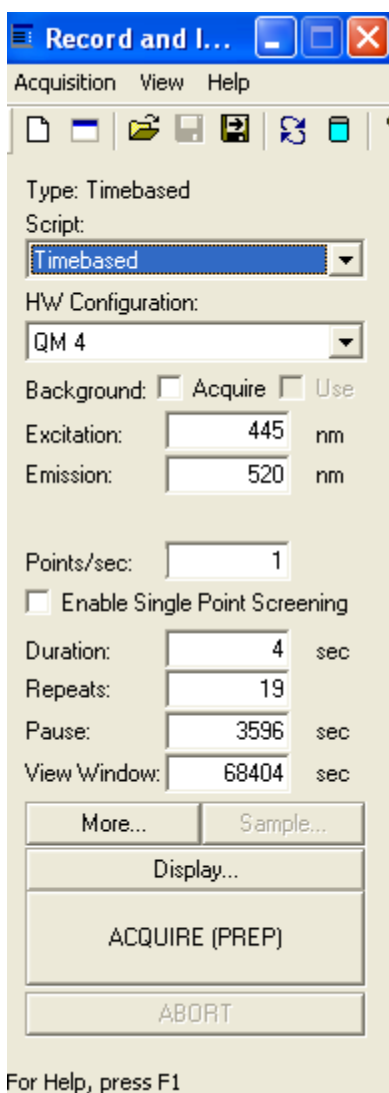 Record and I...
Acquisition View Help
Type: Timebased
Script:
Timebased
HW Configuration:
QM 4
Background: Acquire Use
Excitation: 445 nm
Emission: 520 nm
Points/sec: 1
Enable Single Point Screening
Duration: 4 sec
Repeats: 19
Pause: 3596 sec
View Window: 68404 sec
More... Sample...
Display...
ACQUIRE (PREP)
ABORT
For Help, press F1